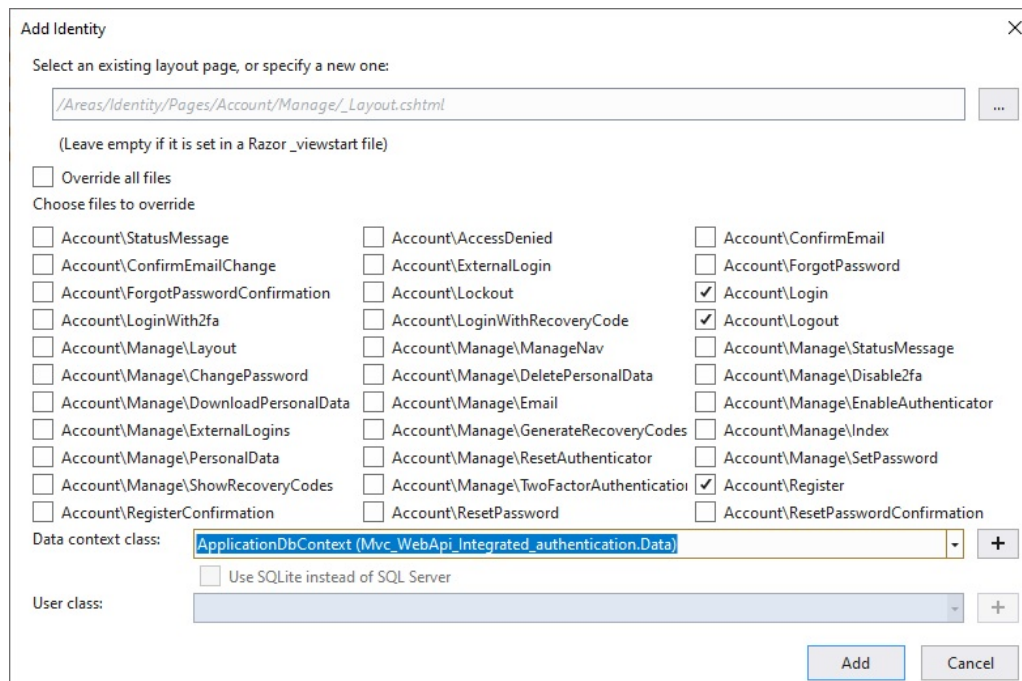 Add Identity
Select an existing layout page, or specify a new one:
/Areas/Identity/Pages/Account/Manage/_Layout.cshtml
...
(Leave empty if it is set in a Razor _viewstart file)
Override all files
Choose files to override
Account\StatusMessage Account\AccessDenied Account\ConfirmEmail
Account\ConfirmEmailChange Account\ExternalLogin Account\ForgotPassword
Account\ForgotPasswordConfirmation Account\Lockout Account\Login
Account\LoginWith2fa Account\LoginWithRecoveryCode Account\Logout
Account\Manage\Layout Account\Manage\ManageNav Account\Manage\StatusMessage
Account\Manage\ChangePassword Account\Manage\DeletePersonalData Account\Manage\Disable2fa
Account\Manage\DownloadPersonalData Account\Manage\Email Account\Manage\EnableAuthenticator
Account\Manage\ExternalLogins Account\Manage\GenerateRecoveryCodes Account\Manage\Index
Account\Manage\PersonalData Account\Manage\ResetAuthenticator Account\Manage\SetPassword
Account\Manage\ShowRecoveryCodes Account\Manage\TwoFactorAuthentication Account\Register
Account\RegisterConfirmation Account\ResetPassword Account\ResetPasswordConfirmation
Data context class: ApplicationDbContext (Mvc_WebApi_Integrated_authentication.Data) +
Use SQLite instead of SQL Server
User class: +
Add Cancel